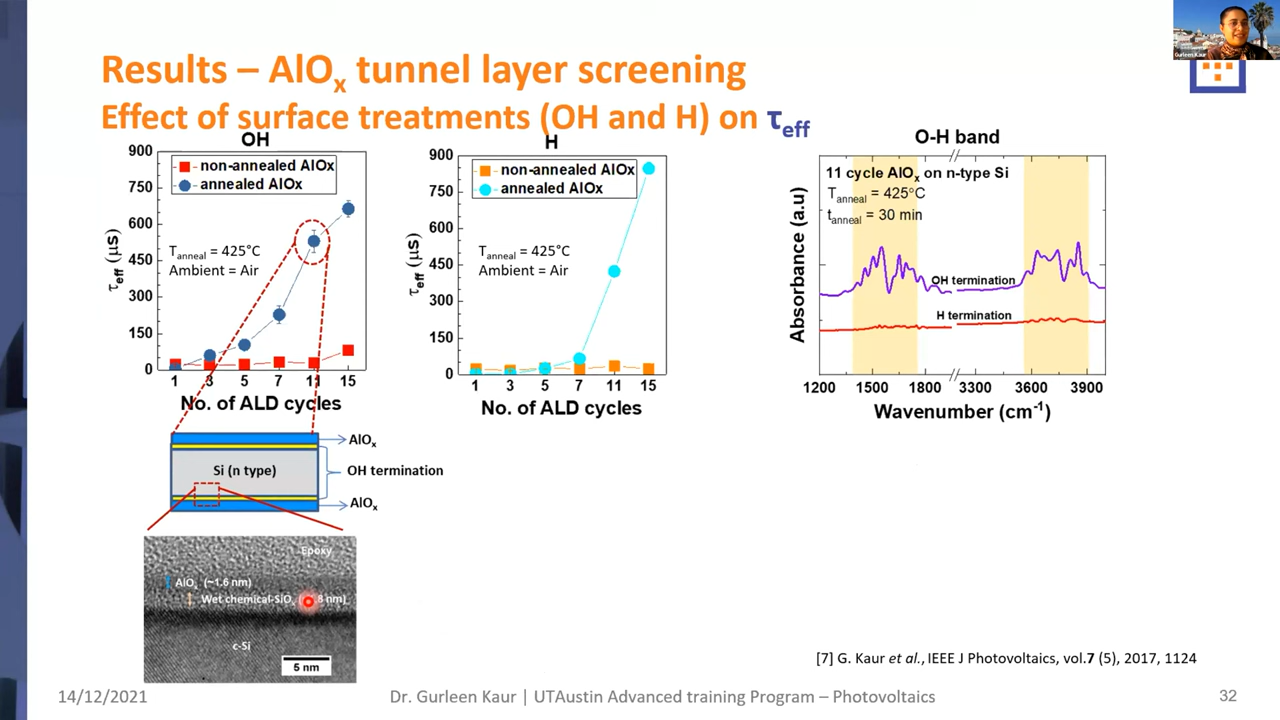 Results – AlOx tunnel layer screening
Effect of surface treatments (OH and H) on τeff
Gurleen Kaur
OH
900
750
600
450
300
150
0
τeff (μs)
non-annealed AlOx
annealed AlOx
Tanneal = 425°C
Ambient = Air
1 3 5 7 11 15
No. of ALD cycles
H
900
750
600
450
300
150
0
τeff (μs)
non-annealed AlOx
annealed AlOx
Tanneal = 425°C
Ambient = Air
1 3 5 7 11 15
No. of ALD cycles
O-H band
Absorbance (a.u)
11 cycle AlOx on n-type Si
Tanneal = 425°C
tanneal = 30 min
OH termination
H termination
1200 1500 1800 3300 3600 3900
Wavenumber (cm-1)
AlOx
Si (n type)
OH termination
AlOx
Epoxy
AlOx (~1.6 nm)
Wet chemical-SiOx nm)
c-Si
5 nm
[7] G. Kaur et al., IEEE J Photovoltaics, vol.7 (5), 2017, 1124
14/12/2021
Dr. Gurleen Kaur | UTAustin Advanced training Program – Photovoltaics
32